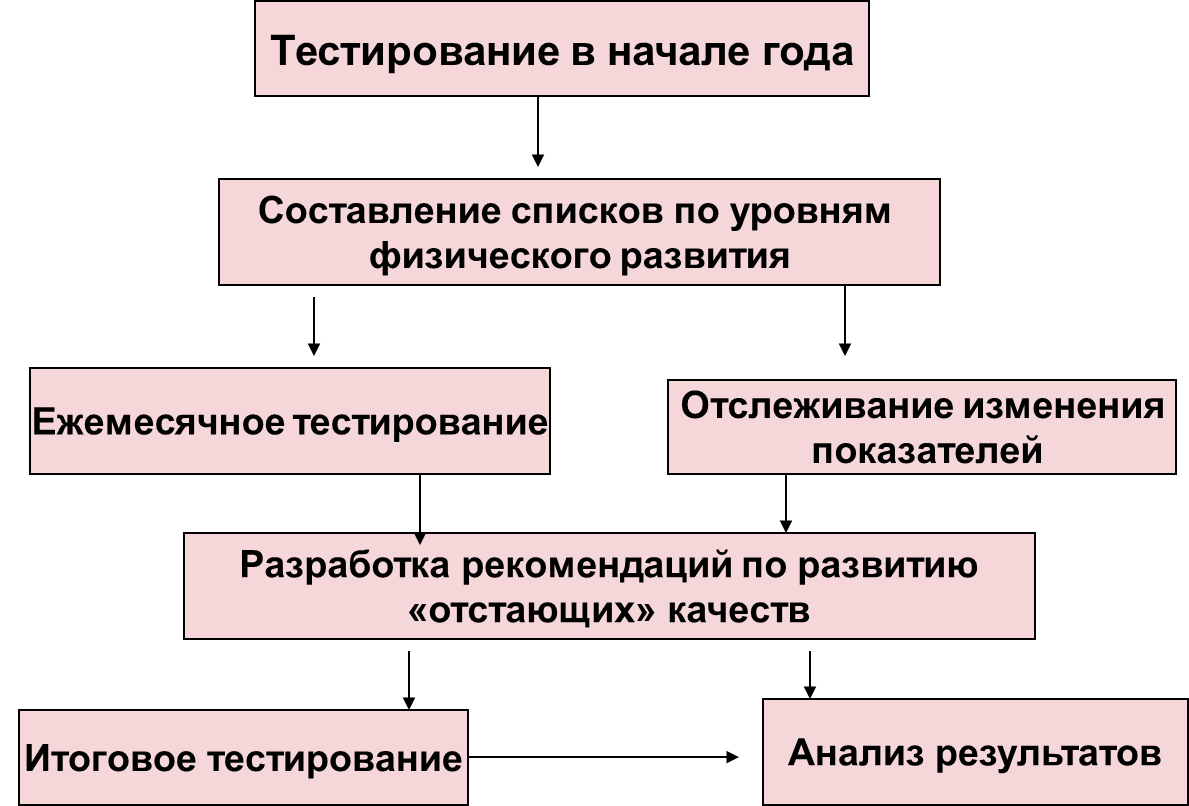 Тестирование в начале года
Составление списков по уровням
физического развития
Ежемесячное тестирование
Отслеживание изменения
показателей
Разработка рекомендаций по развитию
«отстающих» качеств
Итоговое тестирование
Анализ результатов